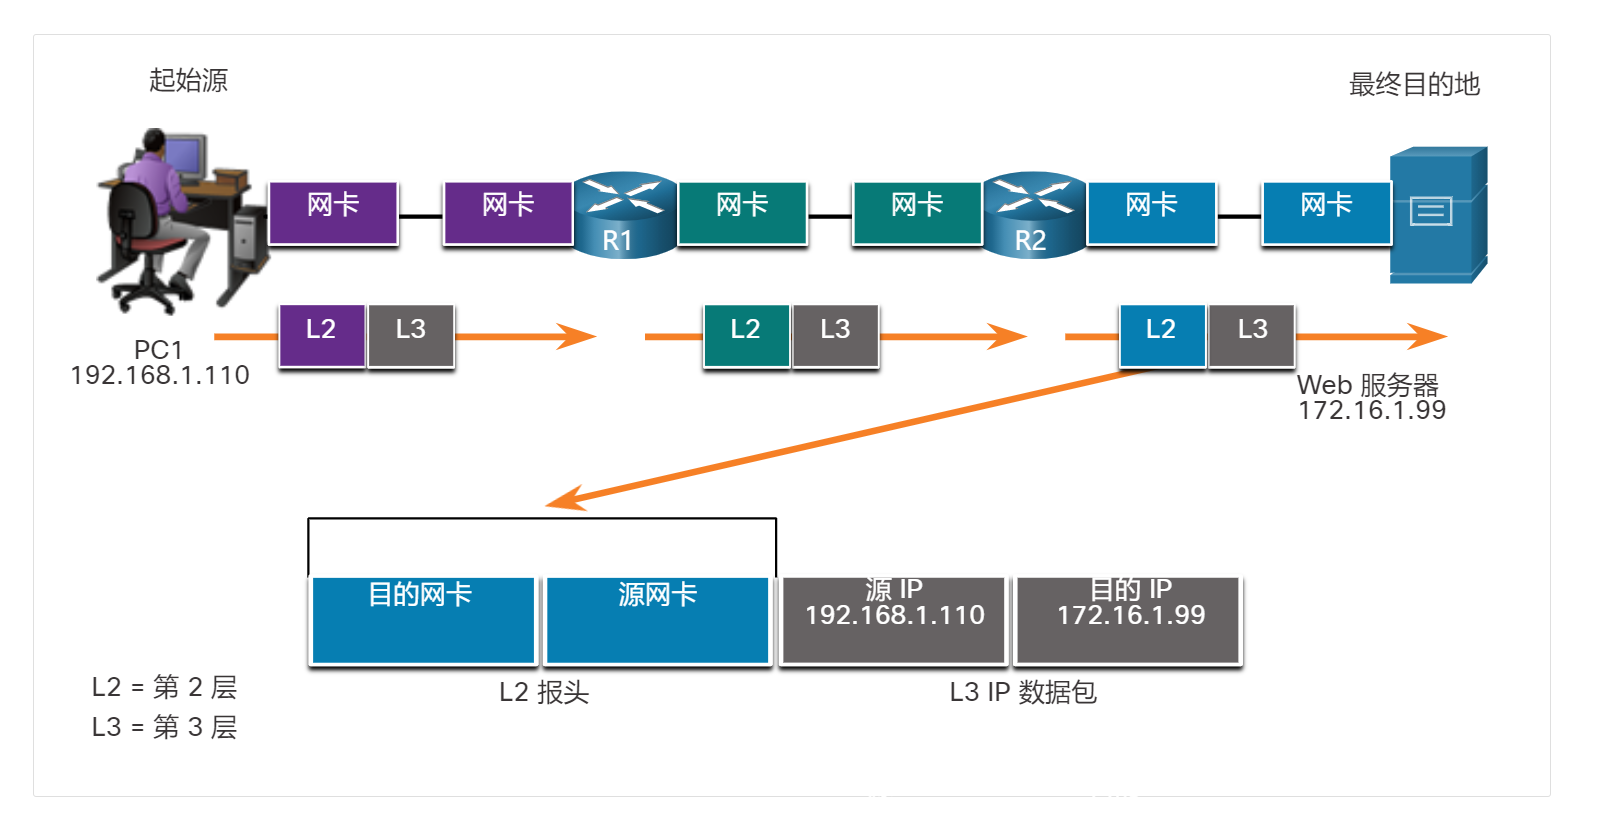 起始源
最终目的地
网卡
网卡
R1
网卡
网卡
R2
网卡
网卡
L2
L3
L2
L3
L2
L3
PC1
192.168.1.110
Web 服务器
172.16.1.99
目的网卡
源网卡
源 IP
192.168.1.110
目的 IP
172.16.1.99
L2 报头
L3 IP 数据包
L2 = 第 2 层
L3 = 第 3 层